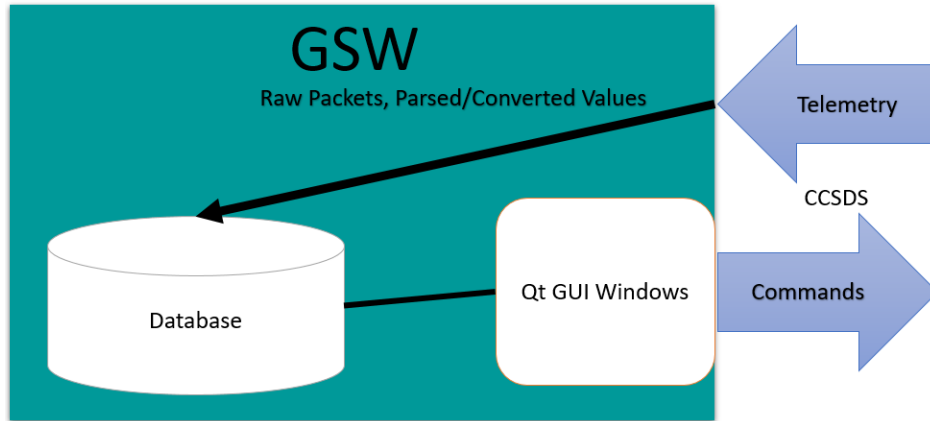 GSW
Raw Packets, Parsed/Converted Values
Telemetry
CCSDS
Database
Qt GUI Windows
Commands